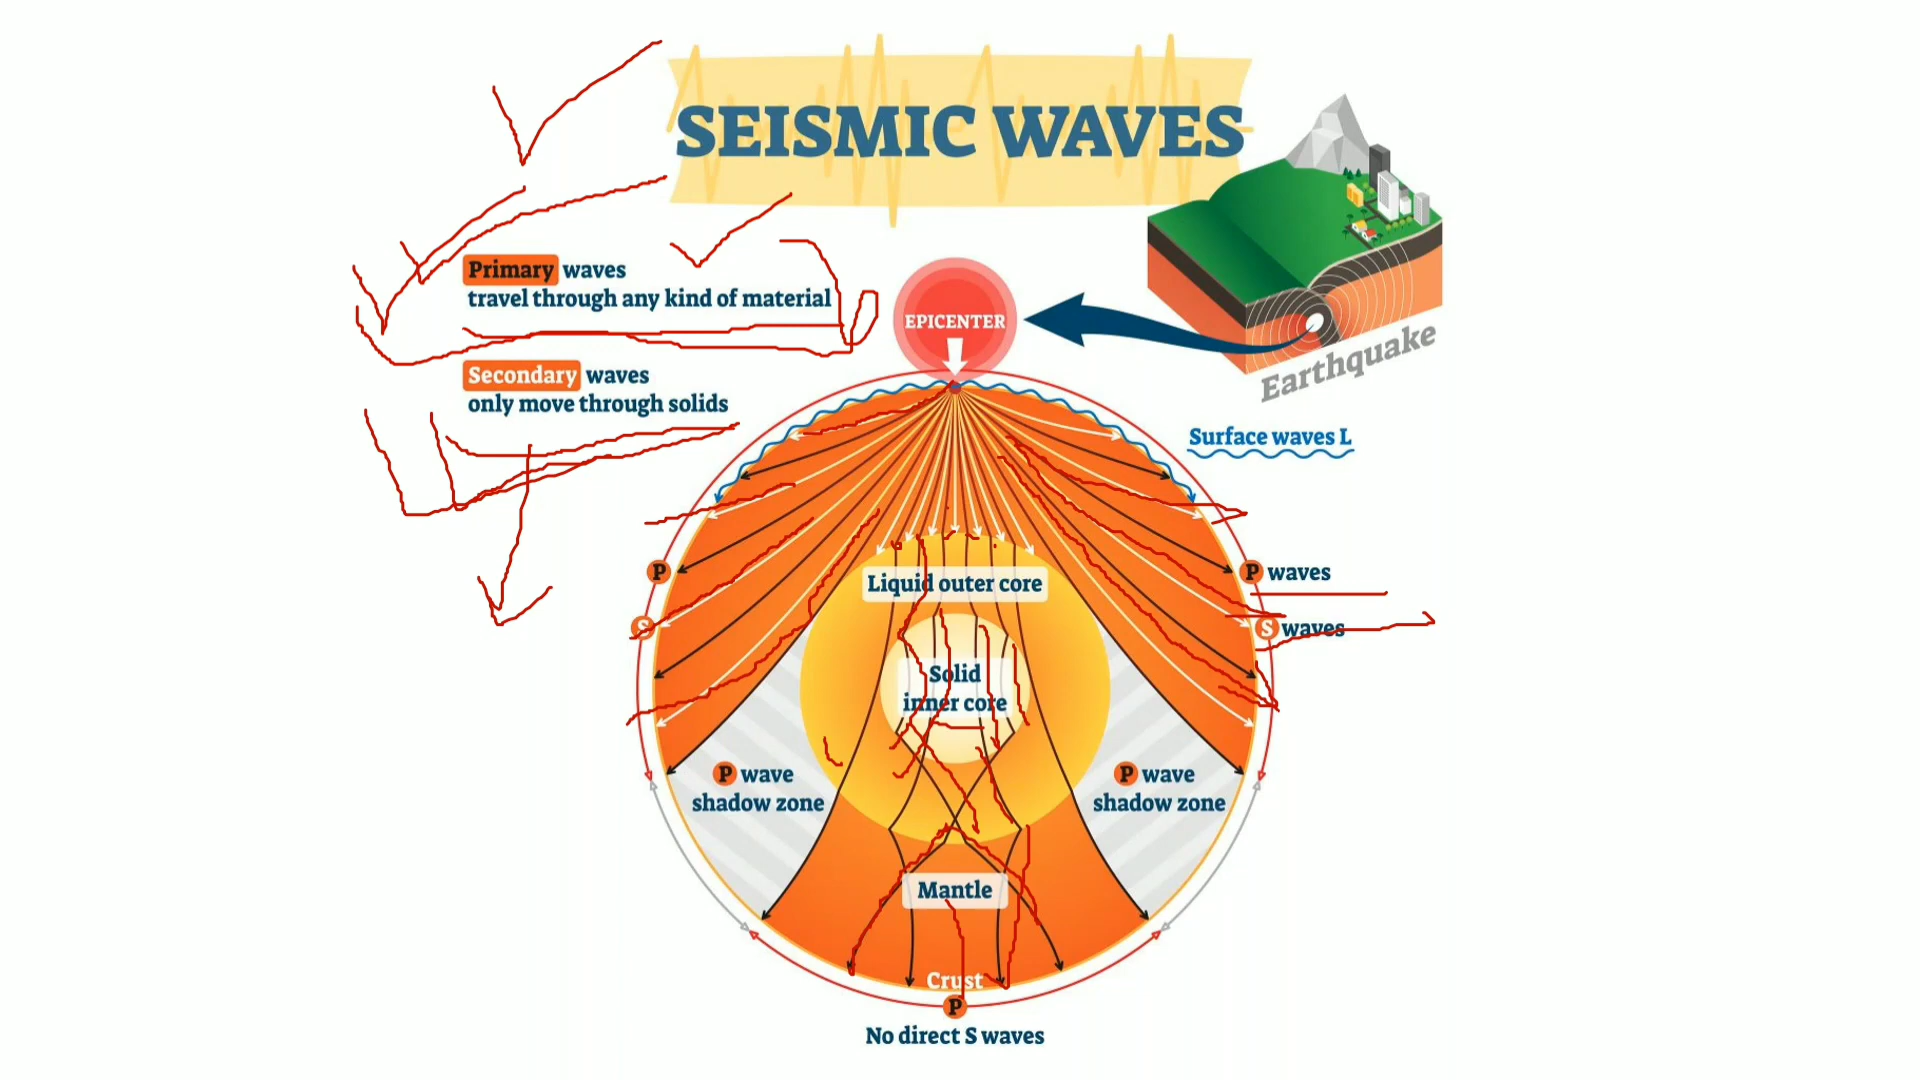 SEISMIC WAVES
Primary waves
travel through any kind of material
Secondary waves
only move through solids
EPICENTER
Earthquake
Surface waves L
P
S
P waves
S waves
Liquid outer core
Solid
inner core
P wave
shadow zone
P wave
shadow zone
Mantle
Crust
P
No direct S waves